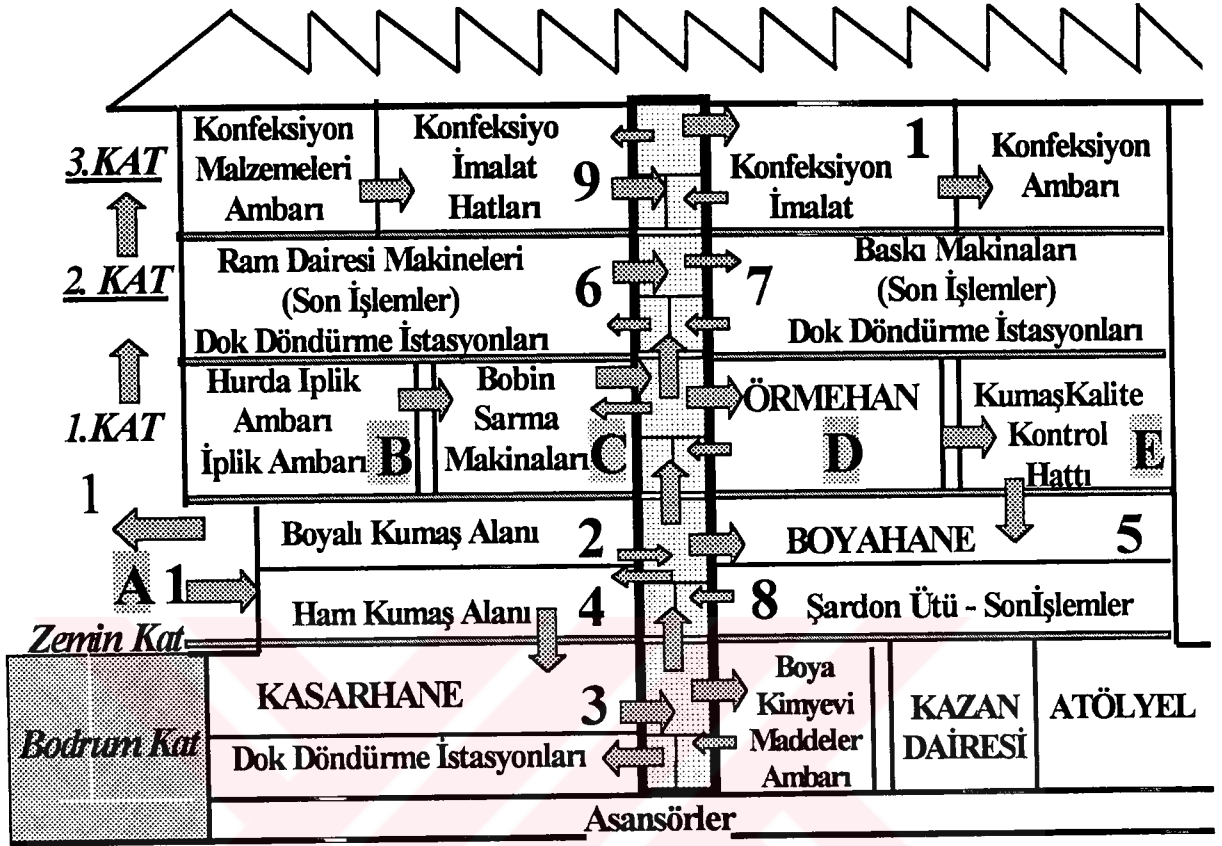 3.KAT
Konfeksiyon
Malzemeleri
Ambarı
Konfeksiyo
İmalat
Hatları
9
1
Konfeksiyon
İmalat
Konfeksiyon
Ambarı
2. KAT
Ram Dairesi Makineleri
(Son İşlemler)
Dok Döndürme İstasyonları
6
7
Baskı Makinaları
(Son İşlemler)
Dok Döndürme İstasyonları
1.KAT
Hurda İplik
Ambarı
İplik Ambarı B
Bobin
Sarma
Makinaları C
ÖRMEHAN
D
KumaşKalite
Kontrol
Hattı
E
1
A 1
Boyalı Kumaş Alanı 2
BOYAHANE 5
Ham Kumaş Alanı 4
8 Şardon Ütü - Sonİşlemler
Zemin Kat
Bodrum Kat
KASARHANE
3
Dok Döndürme İstasyonları
Boya
Kimyevi
Maddeler
Ambarı
KAZAN
DAİRESİ
ATÖLYEL
Asansörler